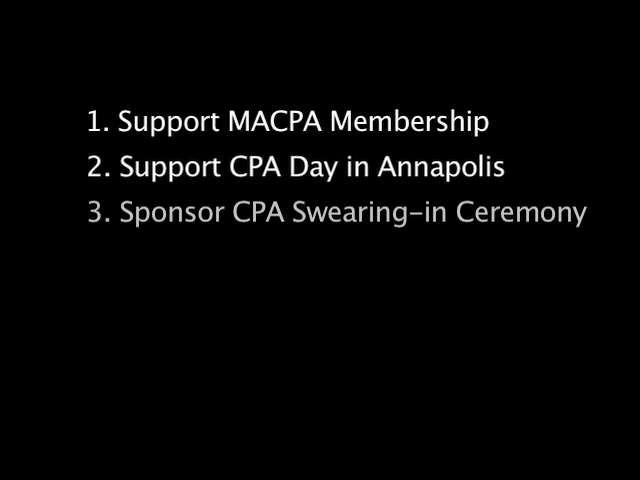 1. Support MACPA Membership
2. Support CPA Day in Annapolis
3. Sponsor CPA Swearing-in Ceremony